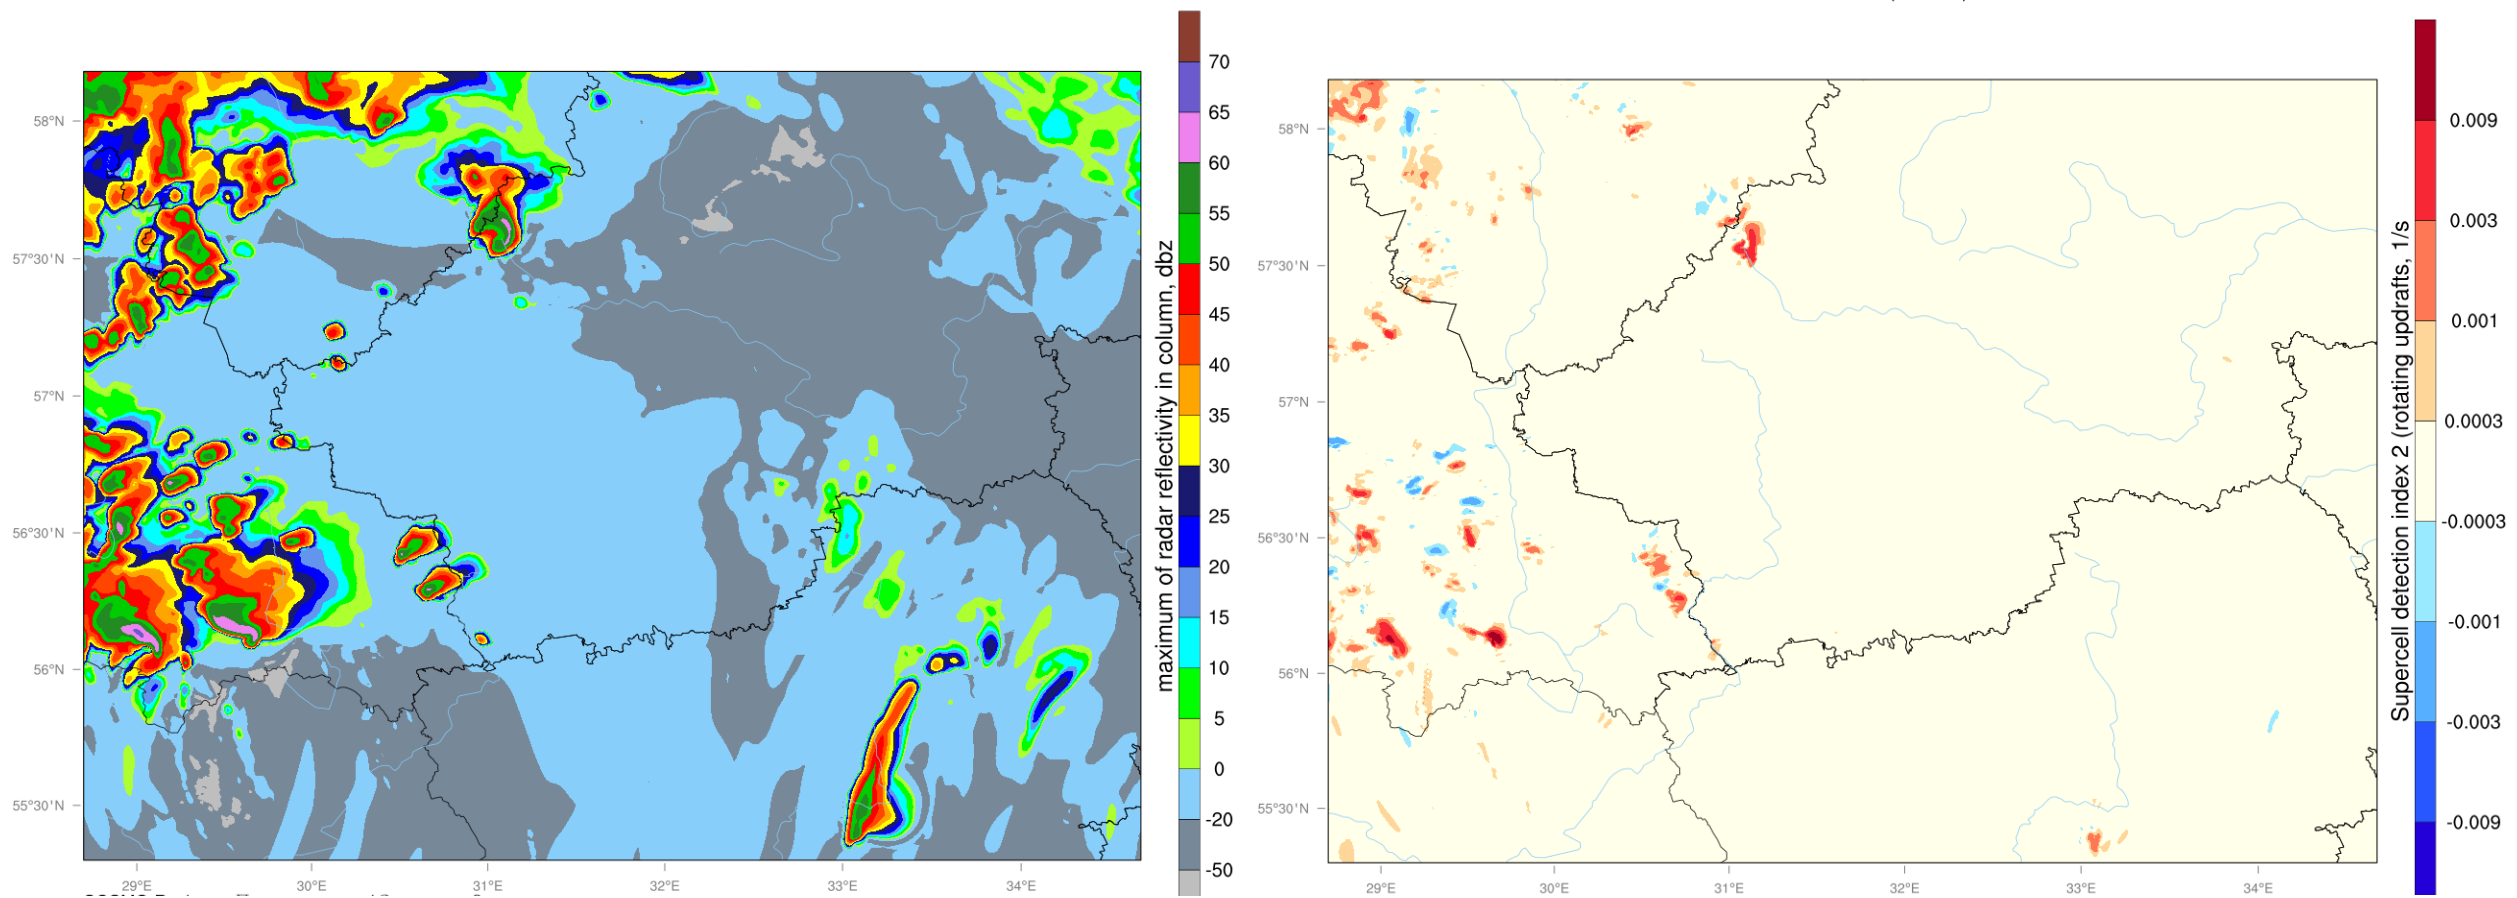 58°N
57°30'N
57°N
56°30'N
56°N
55°30'N
29°E
30°E
31°E
32°E
33°E
34°E
maximum of radar reflectivity in column, dbz
70
65
60
55
50
45
40
35
30
25
20
15
10
5
0
-20
-50
58°N
57°30'N
57°N
56°30'N
56°N
55°30'N
29°E
30°E
31°E
32°E
33°E
34°E
Supercell detection index 2 (rotating updrafts, 1/s
0.009
0.003
0.001
0.0003
-0.0003
-0.001
-0.003
-0.009